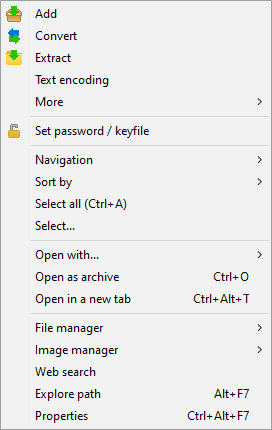 Add
Convert
Extract
Text encoding
More
Set password / keyfile
Navigation
Sort by
Select all (Ctrl+A)
Select...
Open with...
Open as archive Ctrl+O
Open in a new tab Ctrl+Alt+T
File manager
Image manager
Web search
Explore path Alt+F7
Properties Ctrl+Alt+F7